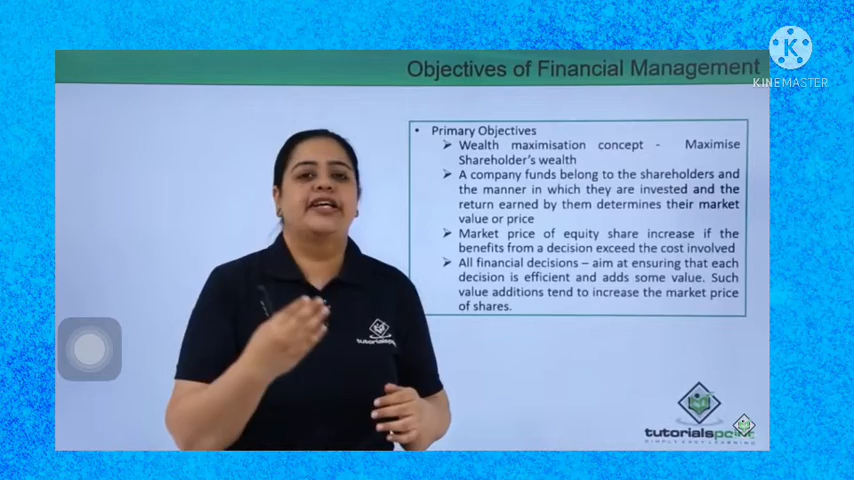 Objectives of Financial Management
KINEMASTER
• Primary Objectives
➢ Wealth maximisation concept - Maximise
Shareholder's wealth
➢ A company funds belong to the shareholders and
the manner in which they are invested and the
return earned by them determines their market
value or price
➢ Market price of equity share increase if the
benefits from a decision exceed the cost involved
➢ All financial decisions – aim at ensuring that each
decision is efficient and adds some value. Such
value additions tend to increase the market price
of shares.
tutorialsp
tutorialspoint
SIMPLY EASY LEARNING